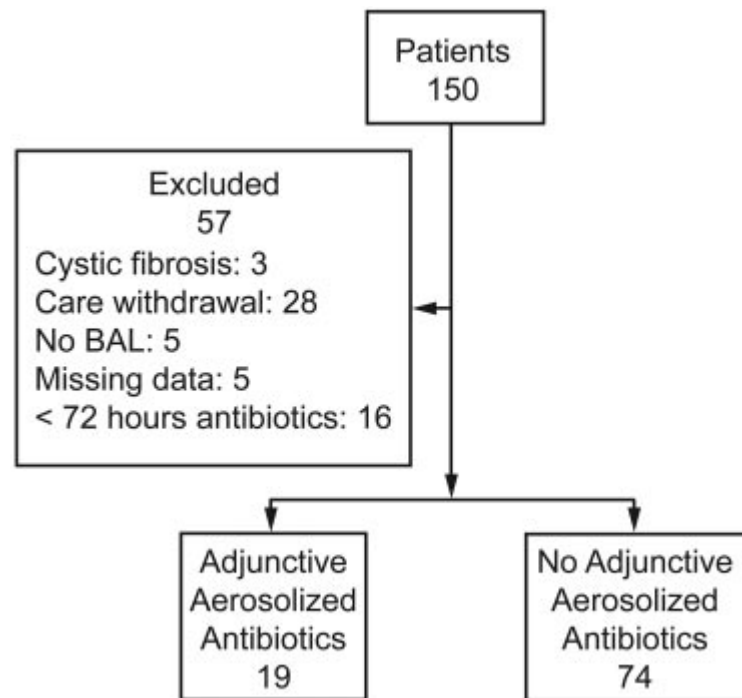 Patients
150
Excluded
57
Cystic fibrosis: 3
Care withdrawal: 28
No BAL: 5
Missing data: 5
< 72 hours antibiotics: 16
Adjunctive
Aerosolized
Antibiotics
19
No Adjunctive
Aerosolized
Antibiotics
74